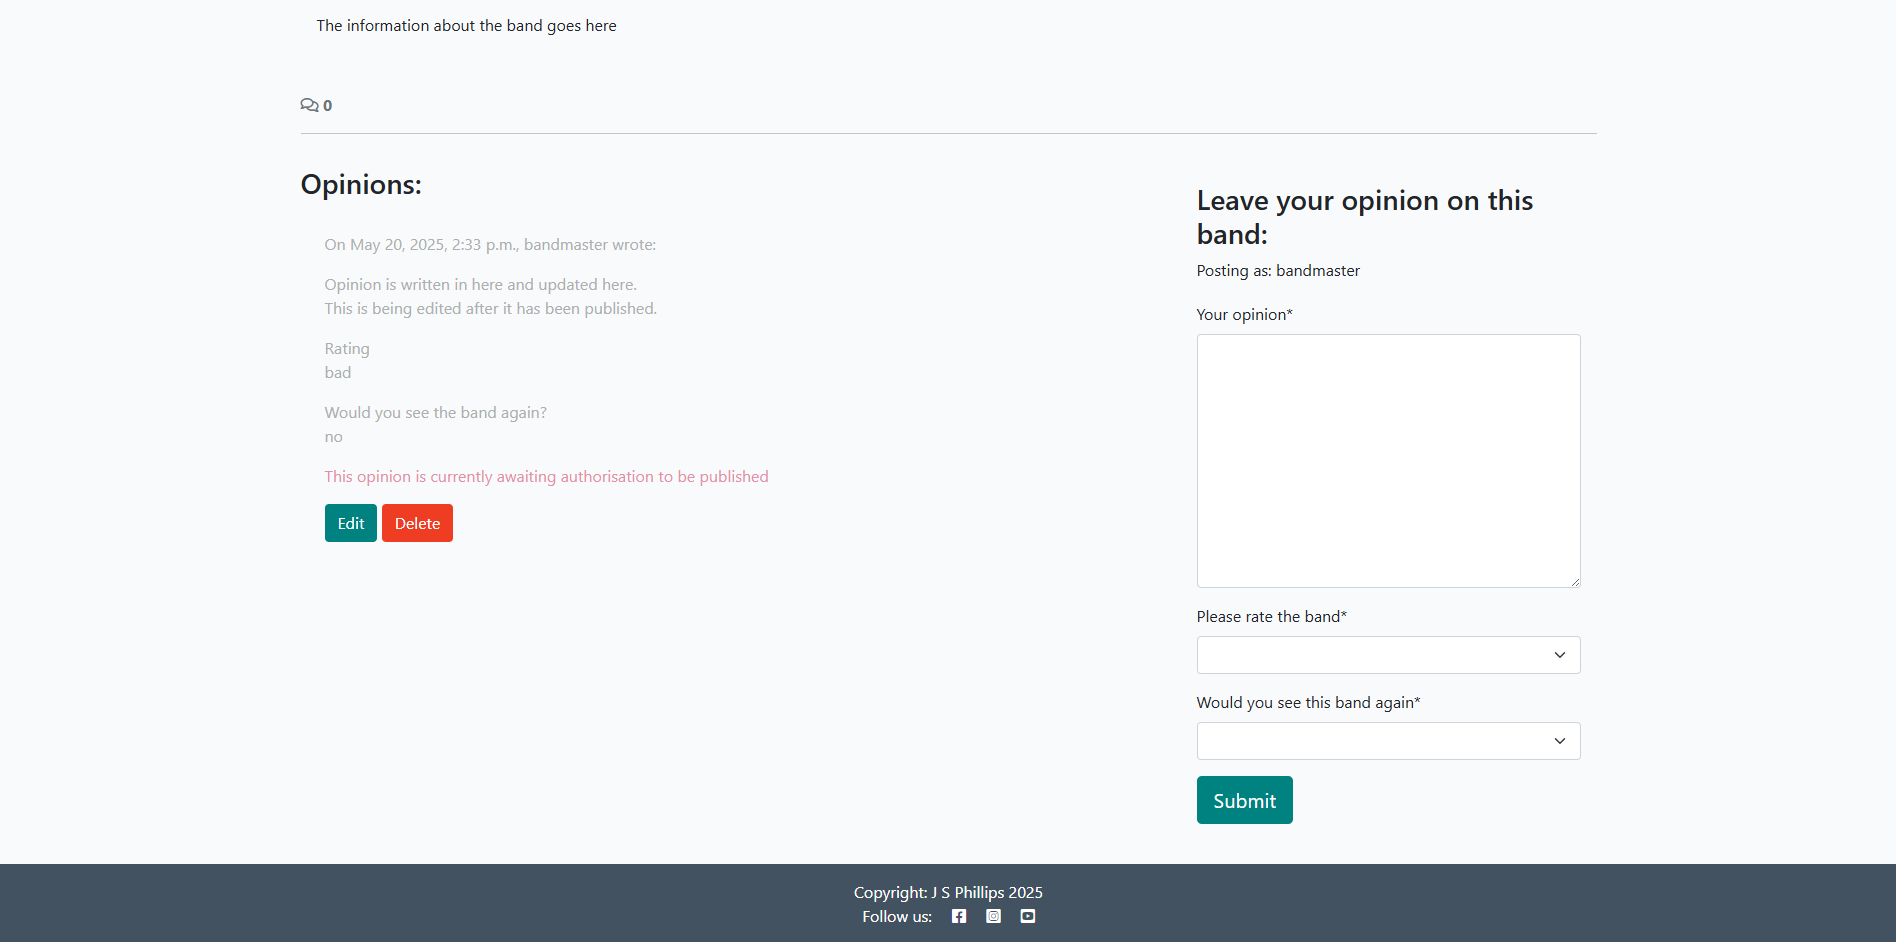 The information about the band goes here
0
Opinions:
On May 20, 2025, 2:33 p.m., bandmaster wrote:
Opinion is written in here and updated here.
This is being edited after it has been published.
Rating
bad
Would you see the band again?
no
This opinion is currently awaiting authorisation to be published
Edit Delete
Leave your opinion on this
band:
Posting as: bandmaster
Your opinion*
Please rate the band*
Would you see this band again*
Submit
Copyright: J S Phillips 2025
Follow us: